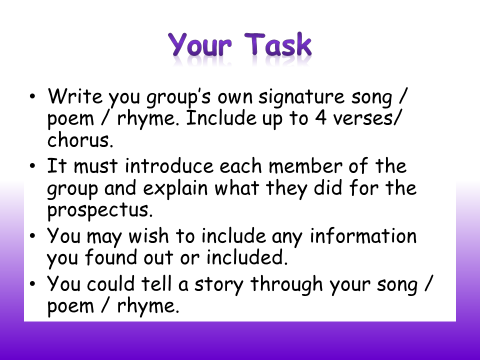 Your Task
• Write you group's own signature song /
poem / rhyme. Include up to 4 verses/
chorus.
• It must introduce each member of the
group and explain what they did for the
prospectus.
• You may wish to include any information
you found out or included.
• You could tell a story through your song /
poem / rhyme.